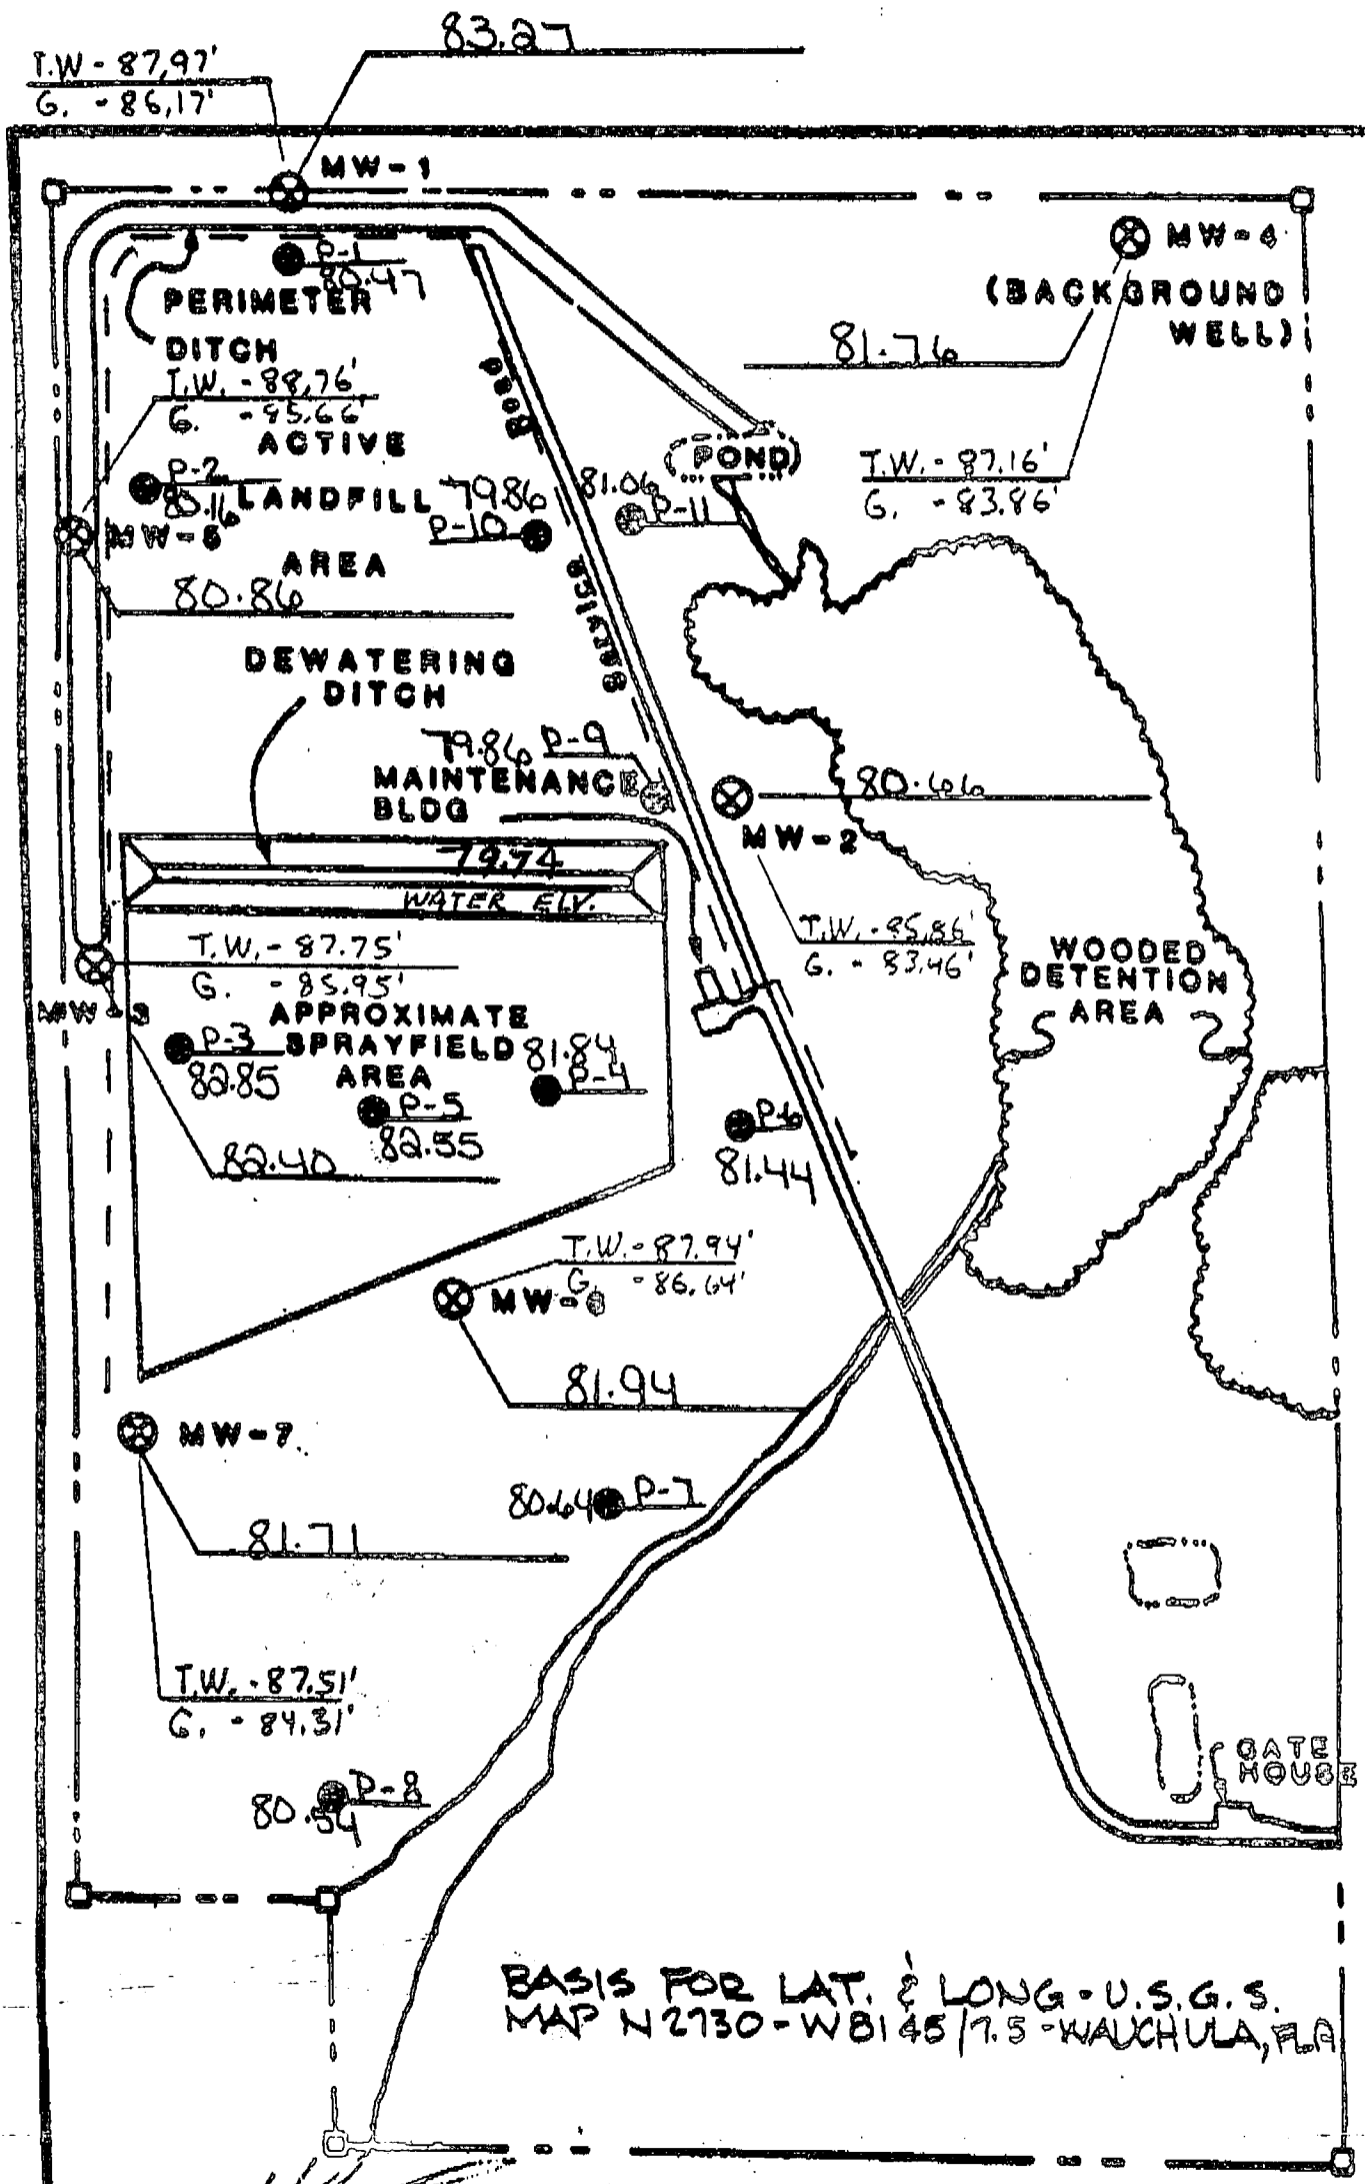 83.27
T.W - 87,97'
G. - 86,17'
MW-1
MW-4
(BACKGROUND
WELL)
P-1
80.47
PERIMETER
DITCH
81.76
T.W. - 88,76'
G. - 85.66'
ACTIVE
Road
(POND)
T.W. - 87.16'
G. - 83.86'
P-2
80.16
LANDFILL
79.86
81.06
P-11
P-10
MW-5
AREA
80.86
Service
DEWATERING
DITCH
79.86 P-9
MAINTENANCE
BLDG
80.66
MW-2
79.74
WATER ELV.
T.W. - 85,86'
G. - 83,46'
WOODED
DETENTION
AREA
T.W. - 87.75'
G. - 85.95'
MW-3
APPROXIMATE
SPRAYFIELD
AREA
P-3
82.85
81.84
P-4
P-5
82.55
P-6
81.44
82.40
T.W. - 87.94'
G. - 86,64'
MW-
81.94
MW-7
80.64 P-7
81.71
T.W. - 87.51'
G. - 84.31'
P-8
80.54
GATE
HOUSE
BASIS FOR LAT. & LONG - U.S.G.S.
MAP N2730-W8145/7.5 - WAUCHULA, FLA